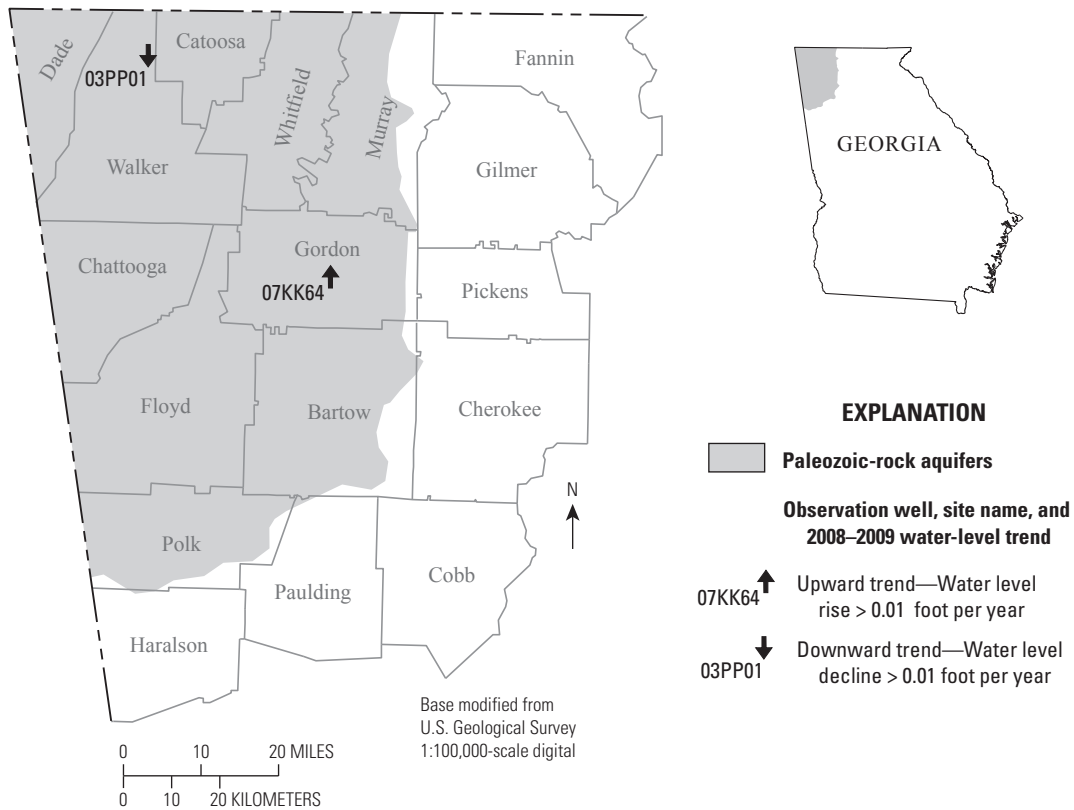 Dade
Catoosa
03PP01
Whitfield
Murray
Fannin
Walker
Gilmer
Chattooga
Gordon
07KK64
Pickens
Floyd
Bartow
Cherokee
Polk
N
Paulding
Cobb
Haralson
Base modified from
U.S. Geological Survey
1:100,000-scale digital
0 10 20 MILES
0 10 20 KILOMETERS
GEORGIA
EXPLANATION
Paleozoic-rock aquifers
Observation well, site name, and
2008–2009 water-level trend
07KK64 Upward trend—Water level
rise > 0.01 foot per year
03PP01 Downward trend—Water level
decline > 0.01 foot per year